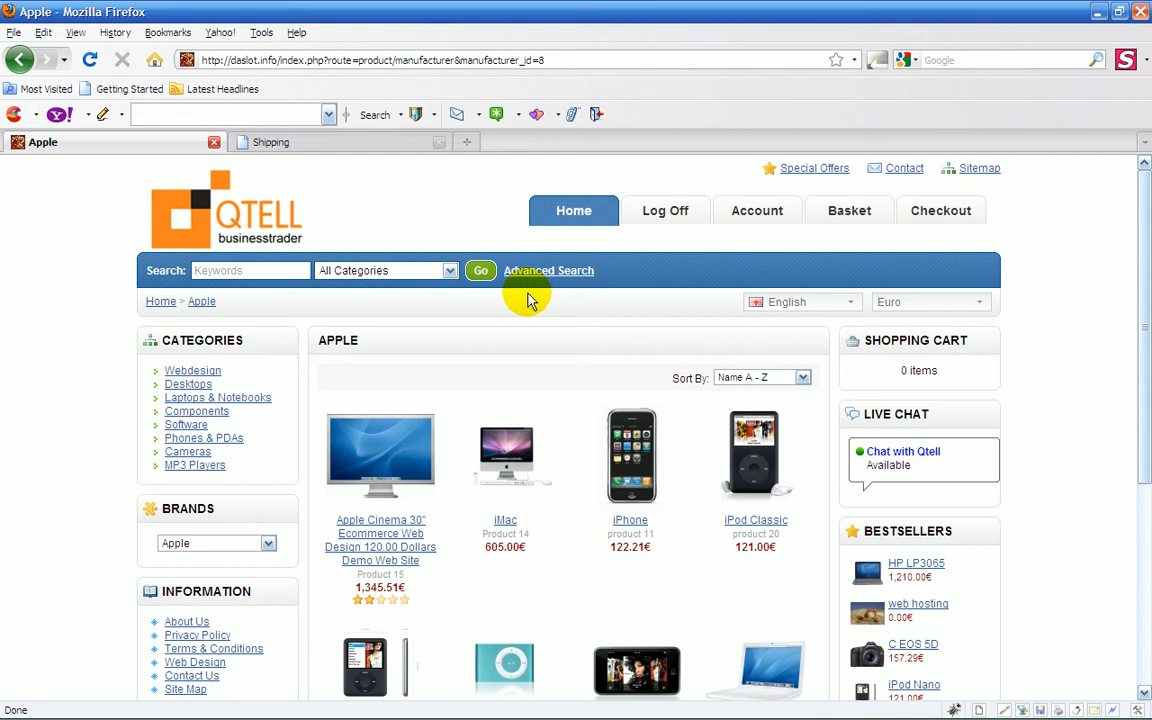 Apple - Mozilla Firefox
File Edit View History Bookmarks Yahoo! Tools Help
http://daslot.info/index.php?route=product/manufacturer&manufacturer_id=8
Google
S
Most Visited Getting Started Latest Headlines
Y! Search
Apple Shipping
Special Offers Contact Sitemap
QTELL
businesstrader
Home Log Off Account Basket Checkout
Search: Keywords All Categories Go Advanced Search
Home > Apple
English Euro
CATEGORIES
Webdesign
Desktops
Laptops & Notebooks
Components
Software
Phones & PDAs
Cameras
MP3 Players
BRANDS
Apple
INFORMATION
About Us
Privacy Policy
Terms & Conditions
Web Design
Contact Us
Site Map
APPLE
Sort By: Name A - Z
Apple Cinema 30"
Ecommerce Web
Design 120.00 Dollars
Demo Web Site
Product 15
1,345.51€
iMac
Product 14
605.00€
iPhone
product 11
122.21€
iPod Classic
product 20
121.00€
SHOPPING CART
0 items
LIVE CHAT
Chat with Qtell
Available
BESTSELLERS
HP LP3065
1,210.00€
web hosting
0.00€
C EOS 5D
157.29€
iPod Nano
121.00€
Done